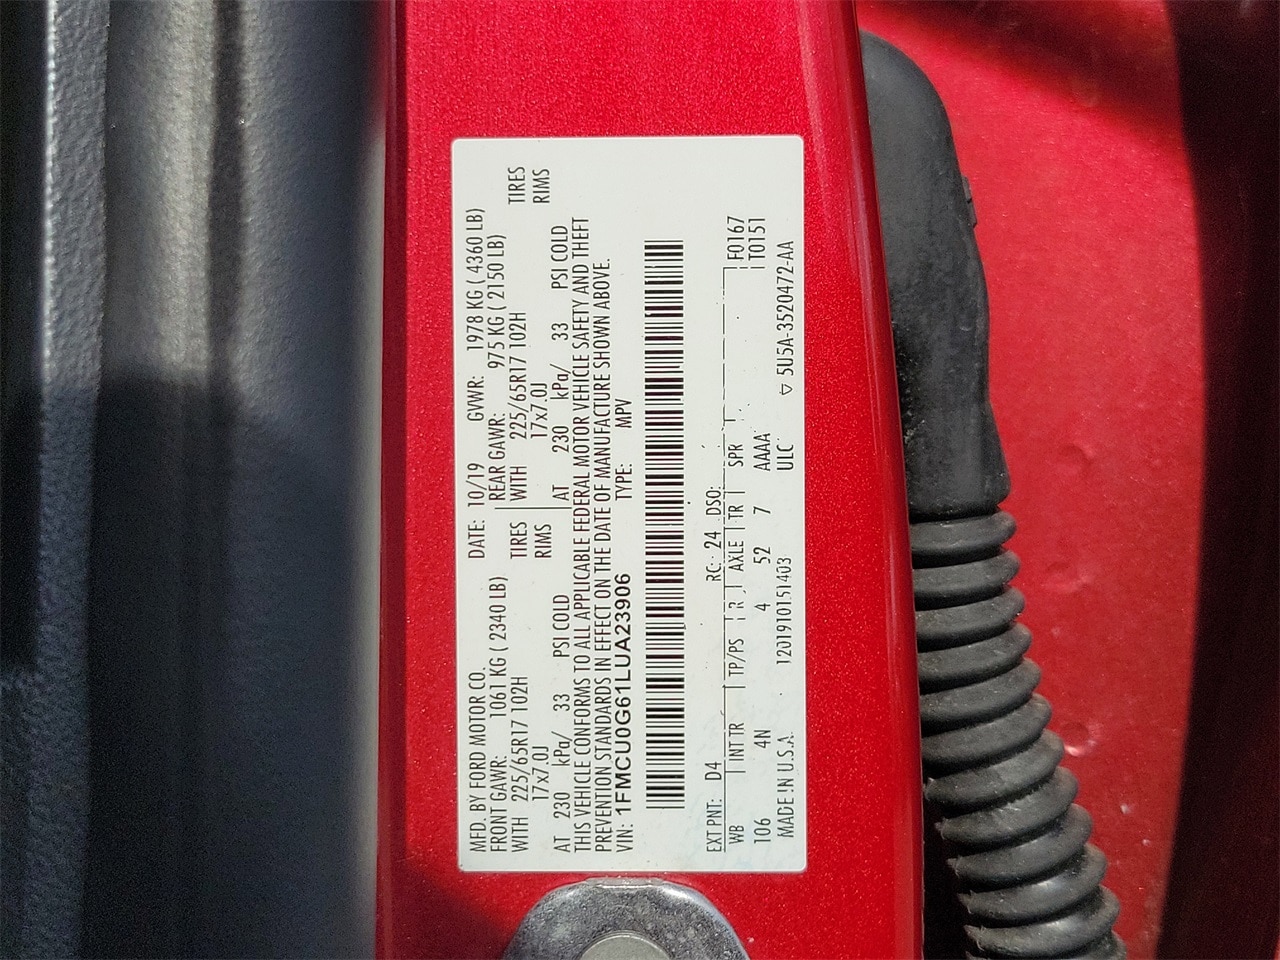 MFD. BY FORD MOTOR CO. DATE: 10/19 GVWR: 1978 KG ( 4360 LB)
FRONT GAWR: 1061 KG ( 2340 LB) REAR GAWR: 975 KG ( 2150 LB)
WITH 225/65R17 102H TIRES WITH 225/65R17 102H TIRES
17x7.0J RIMS 17x7.0J RIMS
AT 230 kPa/ 33 PSI COLD AT 230 kPa/ 33 PSI COLD
THIS VEHICLE CONFORMS TO ALL APPLICABLE FEDERAL MOTOR VEHICLE SAFETY AND THEFT
PREVENTION STANDARDS IN EFFECT ON THE DATE OF MANUFACTURE SHOWN ABOVE.
VIN: 1FMCU0G61LUA23906 TYPE: MPV
EXT PNT: D4 RC: 24 DSO: F0167
WB INT TR TP/PS R AXLE TR SPR T0151
106 4N 4 52 7 AAAA
MADE IN U.S.A. 1201910151403 ULC 5U5A-3520472-AA